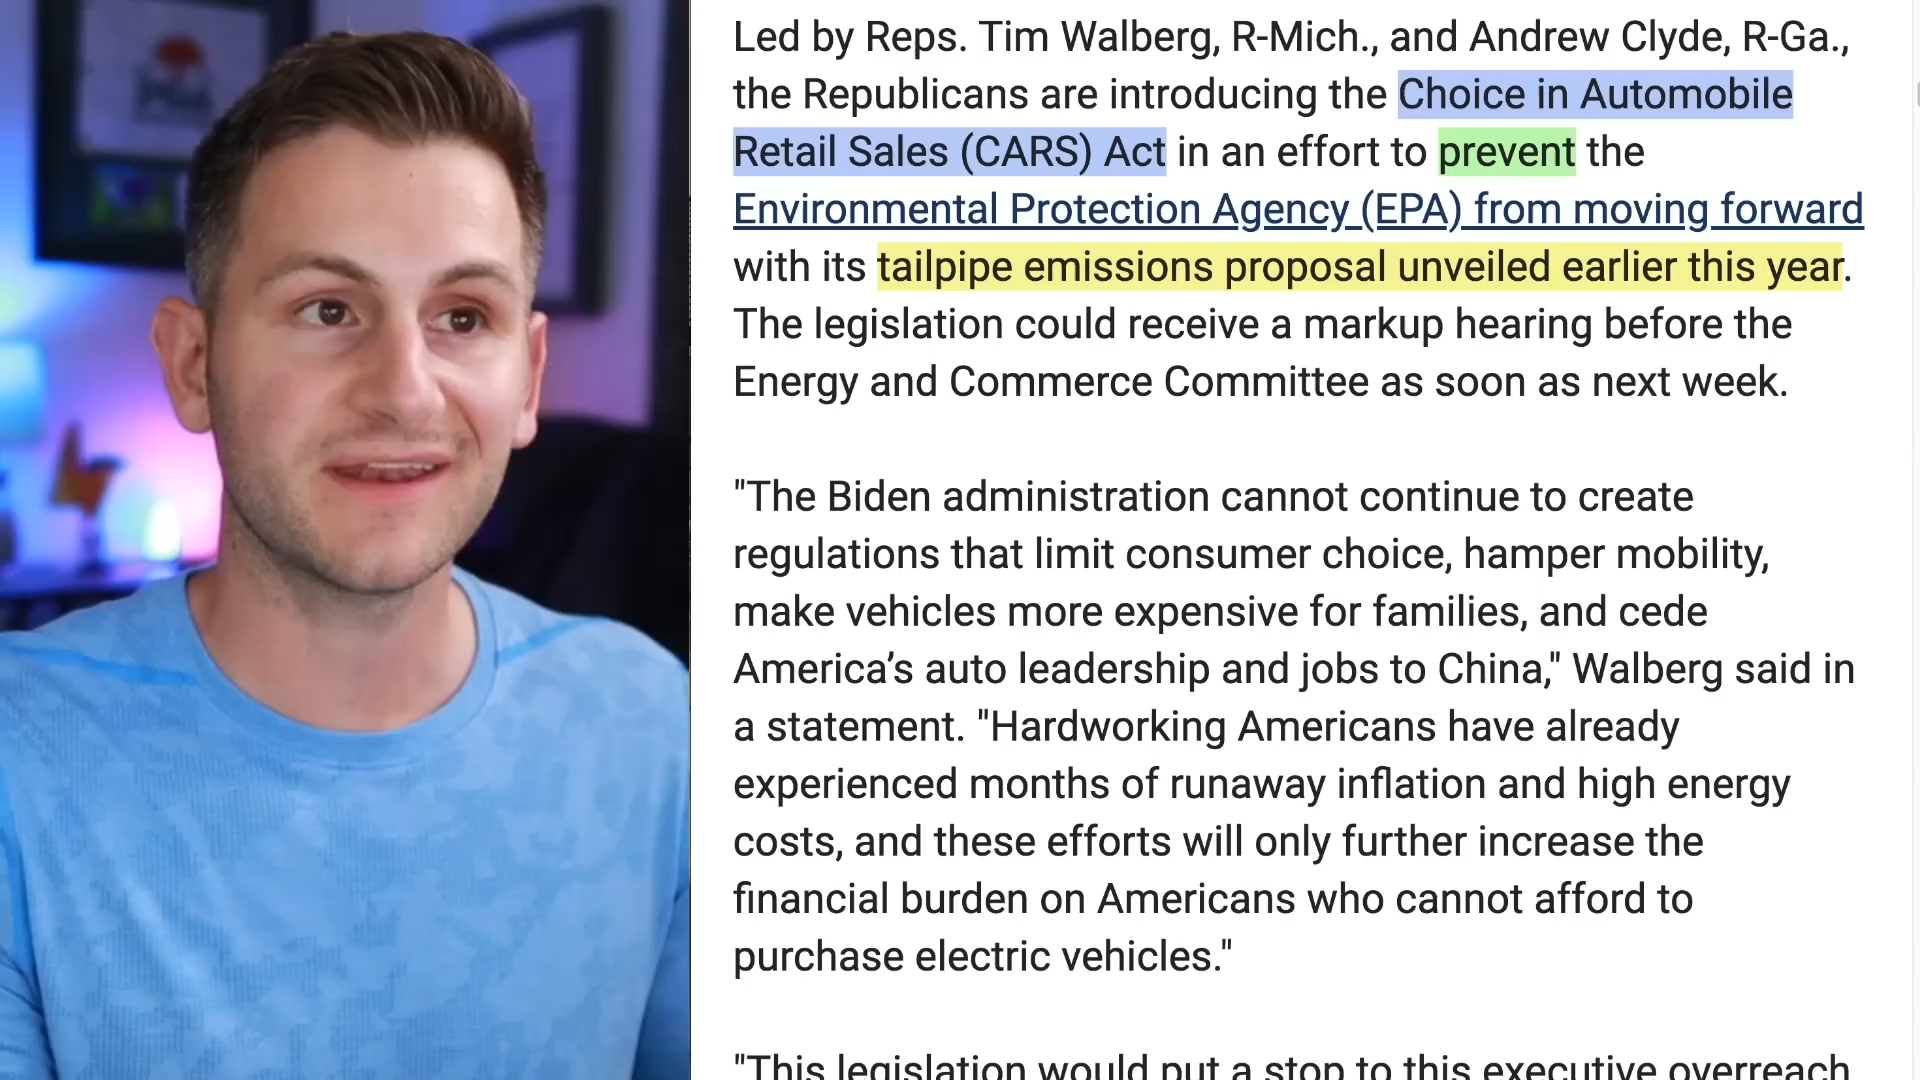 Led by Reps. Tim Walberg, R-Mich., and Andrew Clyde, R-Ga.,
the Republicans are introducing the Choice in Automobile
Retail Sales (CARS) Act in an effort to prevent the
Environmental Protection Agency (EPA) from moving forward
with its tailpipe emissions proposal unveiled earlier this year.
The legislation could receive a markup hearing before the
Energy and Commerce Committee as soon as next week.
"The Biden administration cannot continue to create
regulations that limit consumer choice, hamper mobility,
make vehicles more expensive for families, and cede
America’s auto leadership and jobs to China," Walberg said in
a statement. "Hardworking Americans have already
experienced months of runaway inflation and high energy
costs, and these efforts will only further increase the
financial burden on Americans who cannot afford to
purchase electric vehicles."
"This legislation would put a stop to this executive overreach